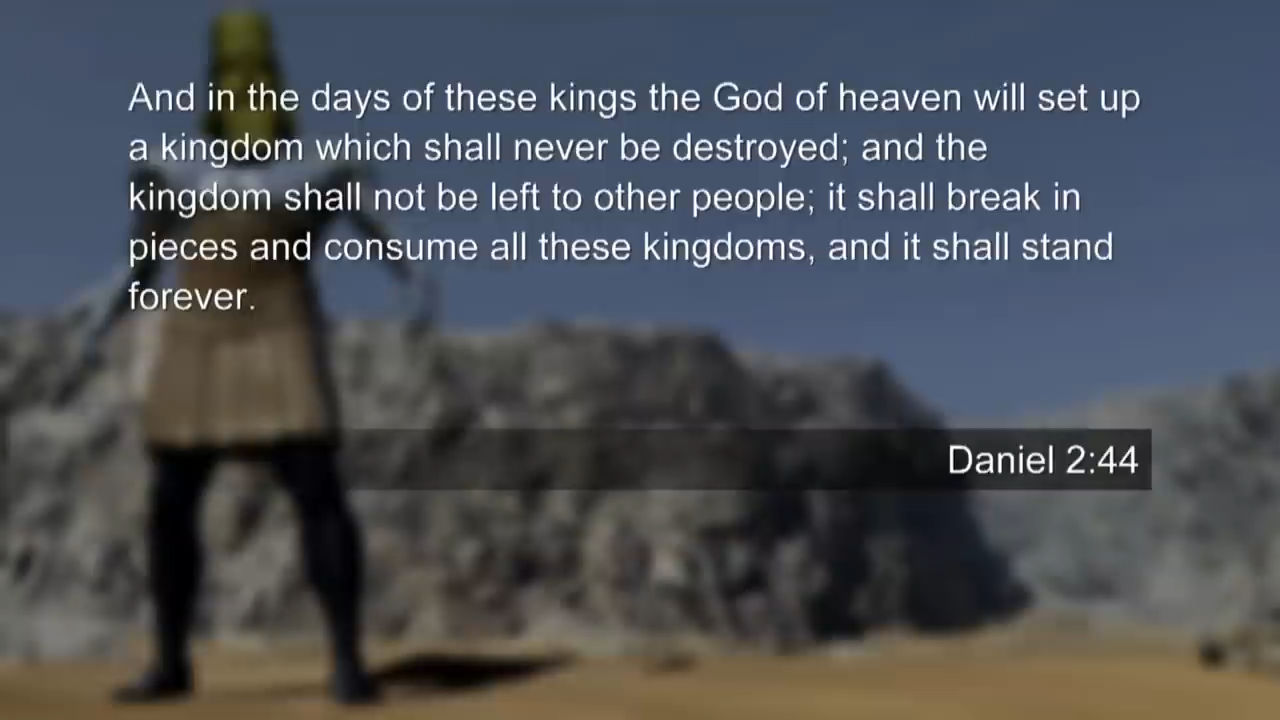 And in the days of these kings the God of heaven will set up
a kingdom which shall never be destroyed; and the
kingdom shall not be left to other people; it shall break in
pieces and consume all these kingdoms, and it shall stand
forever.
Daniel 2:44